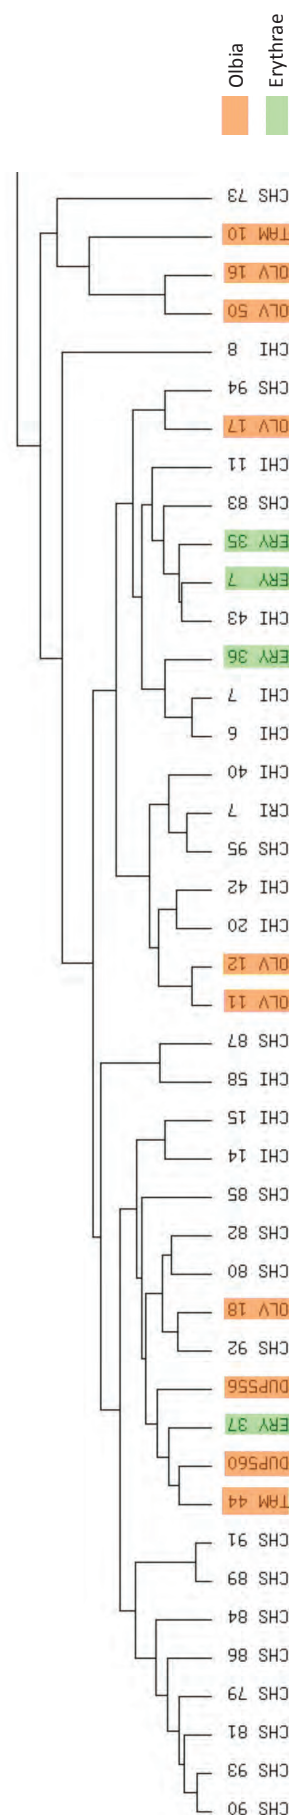 Olbia
Erythrae
CHS 73
TAM 10
OLV 16
OLV 50
CHI 8
CHS 94
OLV 17
CHI 11
CHS 83
ERY 35
ERY 7
CHI 43
ERY 36
CHI 7
CHI 6
CHI 40
CRI 7
CHS 95
CHI 42
CHI 20
OLV 12
OLV 11
CHS 87
CHI 58
CHI 15
CHI 14
CHS 85
CHS 82
CHS 80
OLV 18
CHS 92
DUP556
ERY 37
DUP560
TAM 44
CHS 91
CHS 89
CHS 84
CHS 86
CHS 79
CHS 81
CHS 93
CHS 90